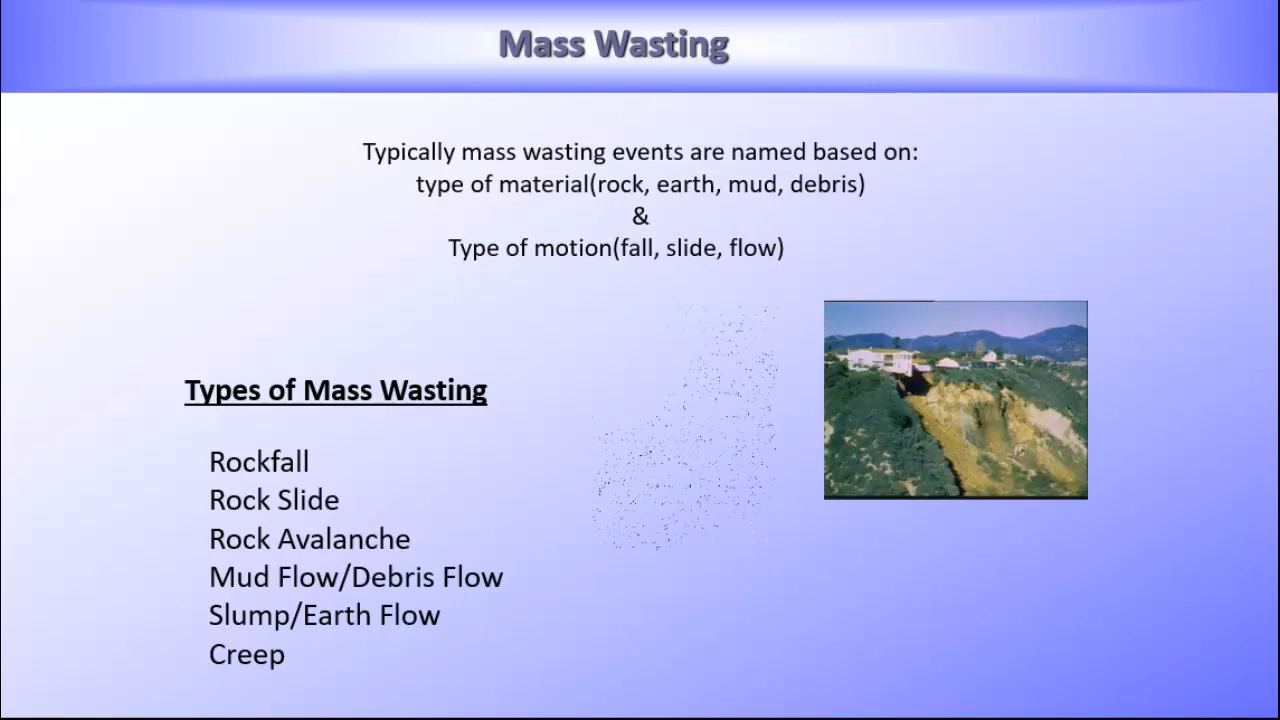 Mass Wasting
Typically mass wasting events are named based on:
type of material(rock, earth, mud, debris)
&
Type of motion(fall, slide, flow)
Types of Mass Wasting
Rockfall
Rock Slide
Rock Avalanche
Mud Flow/Debris Flow
Slump/Earth Flow
Creep